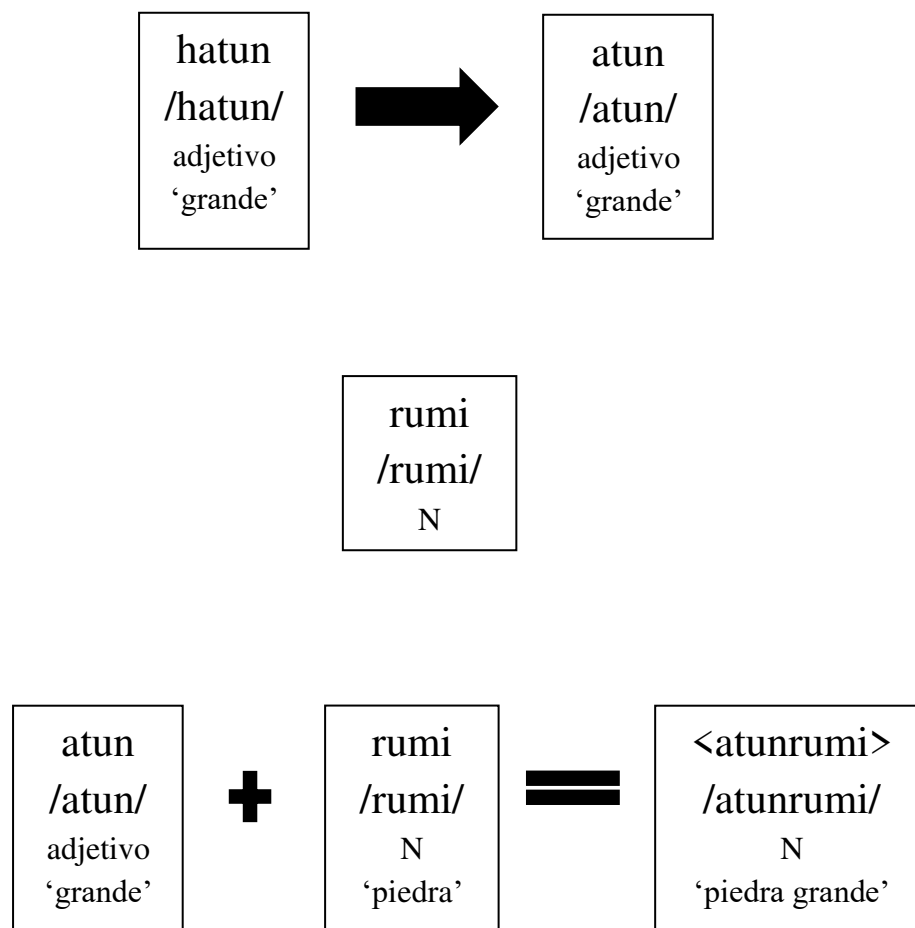 hatun
/hatun/
adjetivo
‘grande’
atun
/atun/
adjetivo
‘grande’
rumi
/rumi/
N
atun
/atun/
adjetivo
‘grande’
rumi
/rumi/
N
‘piedra’
<atunrumi>
/atunrumi/
N
‘piedra grande’